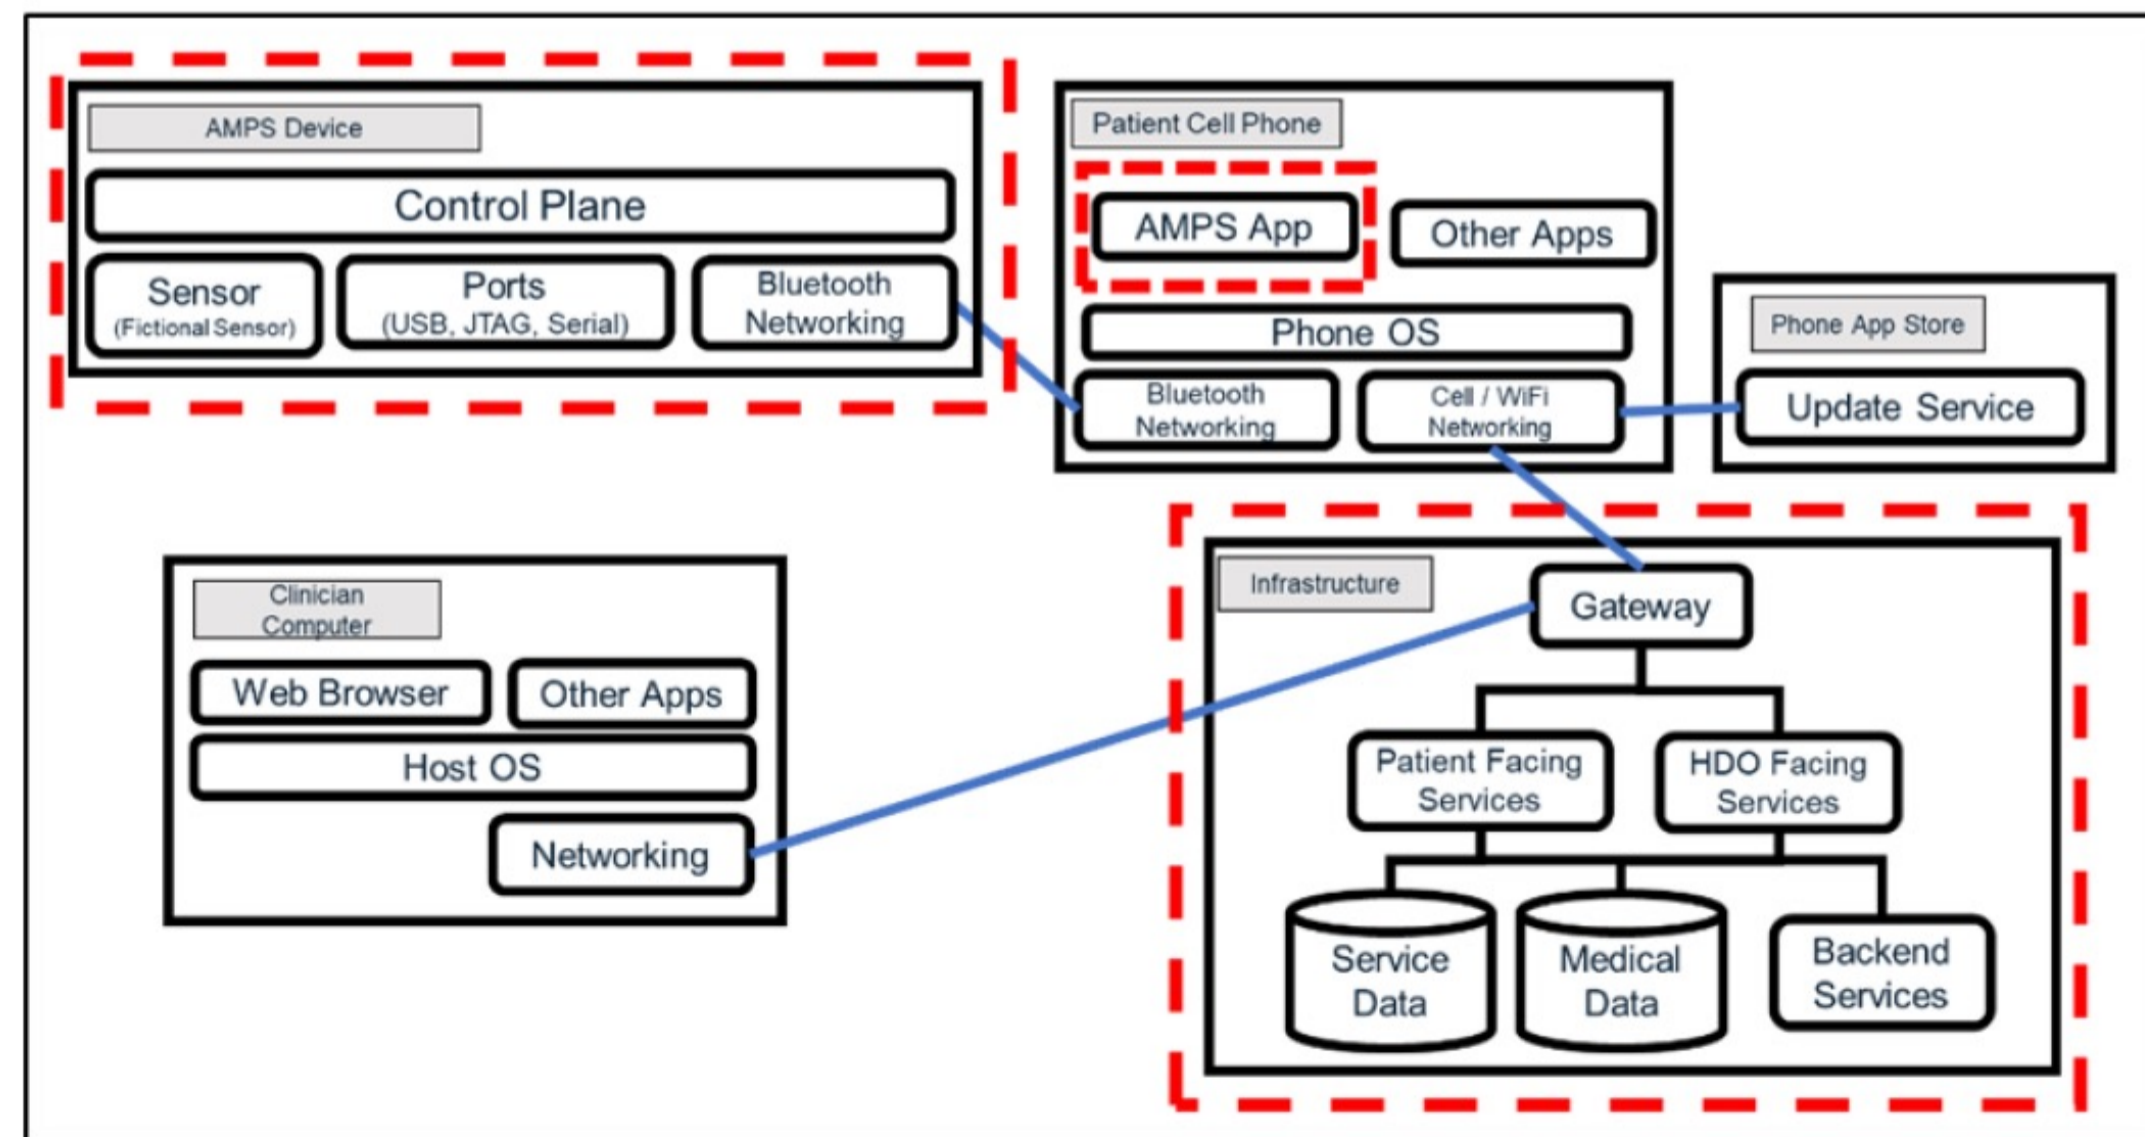 AMPS Device
Control Plane
Sensor
(Fictional Sensor)
Ports
(USB, JTAG, Serial)
Bluetooth
Networking
Patient Cell Phone
AMPS App
Other Apps
Phone OS
Bluetooth
Networking
Cell / WiFi
Networking
Phone App Store
Update Service
Clinician
Computer
Web Browser
Other Apps
Host OS
Networking
Infrastructure
Gateway
Patient Facing
Services
HDO Facing
Services
Service
Data
Medical
Data
Backend
Services